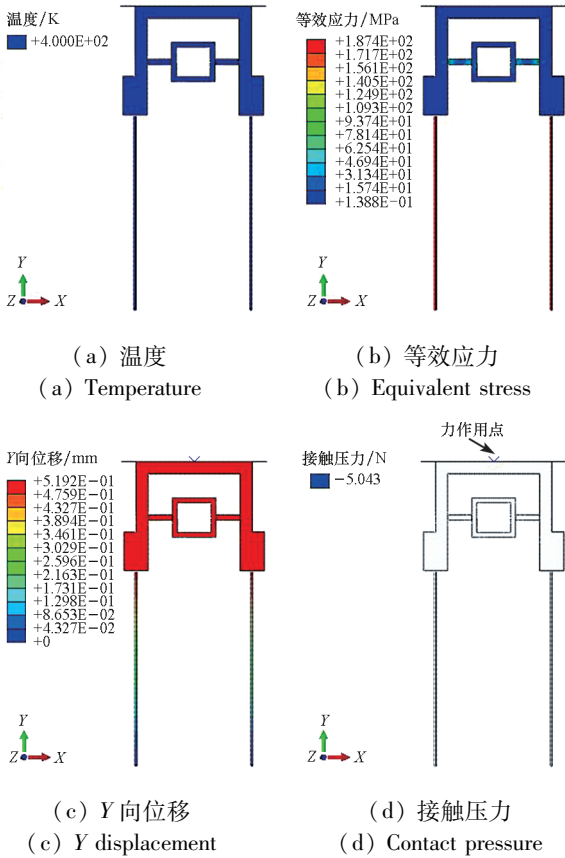 温度/K
+4.000E+02
Y
Z
X
(a) 温度
(a) Temperature
等效应力/MPa
+1.874E+02
+1.717E+02
+1.561E+02
+1.405E+02
+1.249E+02
+1.093E+02
+9.374E+01
+7.814E+01
+6.254E+01
+4.694E+01
+3.134E+01
+1.574E+01
+1.388E-01
Y
Z
X
(b) 等效应力
(b) Equivalent stress
Y向位移/mm
+5.192E-01
+4.759E-01
+4.327E-01
+3.894E-01
+3.461E-01
+3.029E-01
+2.596E-01
+2.163E-01
+1.731E-01
+1.298E-01
+8.653E-02
+4.327E-02
+0
Y
Z
X
(c) Y 向位移
(c) Y displacement
力作用点
接触压力/N
-5.043
Y
Z
X
(d) 接触压力
(d) Contact pressure